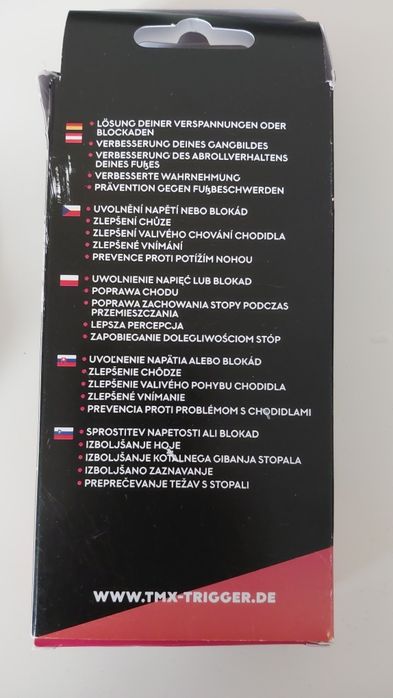 • LÖSUNG DEINER VERSPANNUNGEN ODER
BLOCKADEN
• VERBESSERUNG DEINES GANGBILDES
• VERBESSERUNG DES ABROLLVERHALTENS
DEINES FUßES
• VERBESSERTE WAHRNEHMUNG
• PRÄVENTION GEGEN FUßBESCHWERDEN
• UVOLNĚNÍ NAPĚTÍ NEBO BLOKÁD
• ZLEPŠENÍ CHŮZE
• ZLEPŠENÍ VALIVÉHO CHOVÁNÍ CHODIDLA
• ZLEPŠENÉ VNÍMÁNÍ
• PREVENCE PROTI POTÍŽÍM NOHOU
• UWOLNIENIE NAPIĘĆ LUB BLOKAD
• POPRAWA CHODU
• POPRAWA ZACHOWANIA STOPY PODCZAS
PRZEMIESZCZANIA
• LEPSZA PERCEPCJA
• ZAPOBIEGANIE DOLEGLIWOŚCIOM STÓP
• UVOĽNENIE NAPÄTIA ALEBO BLOKÁD
• ZLEPŠENIE CHÔDZE
• ZLEPŠENIE VALIVÉHO POHYBU CHODIDLA
• ZLEPŠENÉ VNÍMANIE
• PREVENCIA PROTI PROBLÉMOM S CHODIDLAMI
• SPROSTITEV NAPETOSTI ALI BLOKAD
• IZBOLJŠANJE HOJE
• IZBOLJŠANJE KOTALNEGA GIBANJA STOPALA
• IZBOLJŠANO ZAZNAVANJE
• PREPREČEVANJE TEŽAV S STOPALI
WWW.TMX-TRIGGER.DE